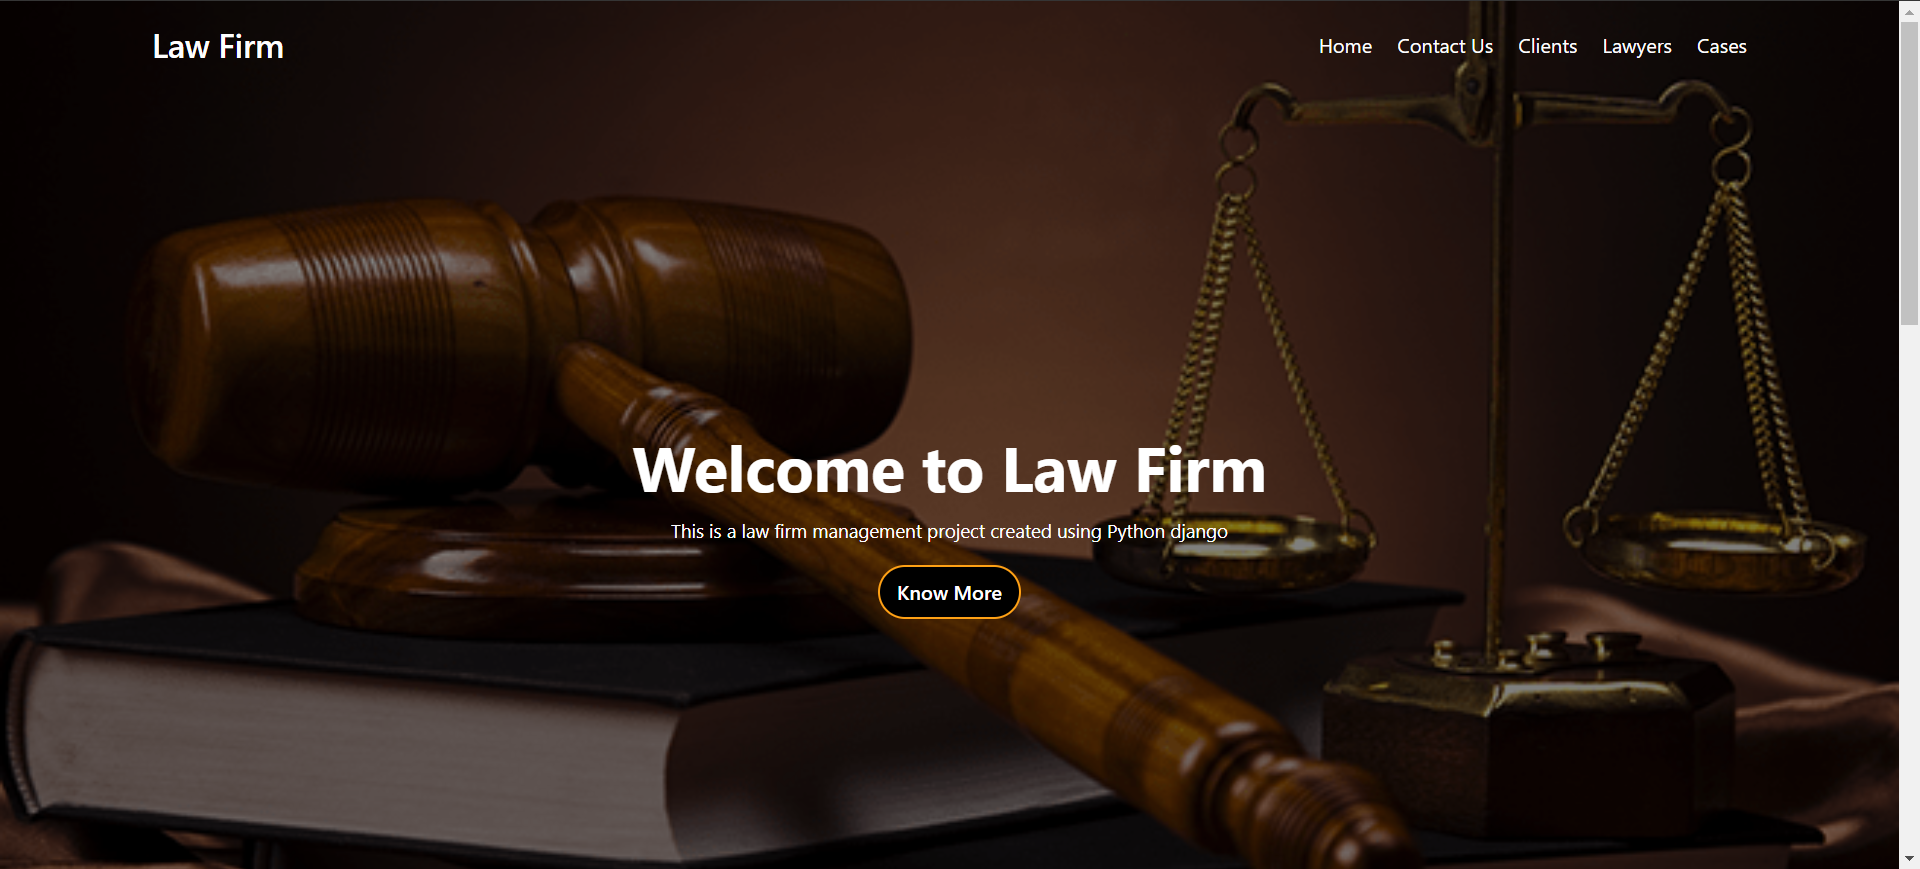 Law Firm
Home Contact Us Clients Lawyers Cases
Welcome to Law Firm
This is a law firm management project created using Python django
Know More